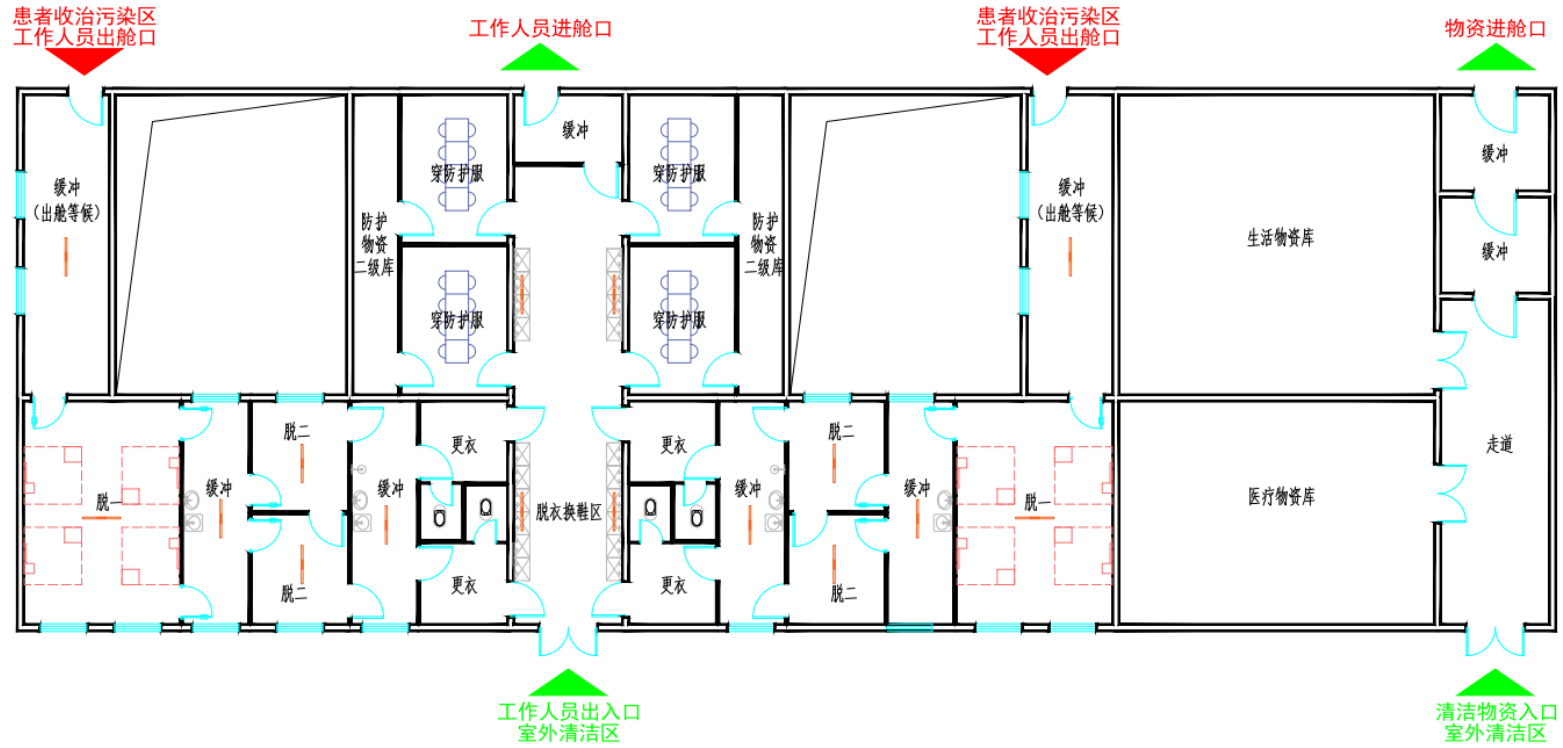 患者收治污染区
工作人员出舱口
工作人员进舱口
患者收治污染区
工作人员出舱口
物资进舱口
缓冲
（出舱等候）
防护
物资
二级库
穿防护服
缓冲
穿防护服
防护
物资
二级库
缓冲
（出舱等候）
生活物资库
缓冲
缓冲
穿防护服
穿防护服
脱一
缓冲
脱二
脱二
缓冲
更衣
更衣
脱衣换鞋区
更衣
更衣
缓冲
脱二
脱二
缓冲
脱一
医疗物资库
走道
工作人员出入口
室外清洁区
清洁物资入口
室外清洁区